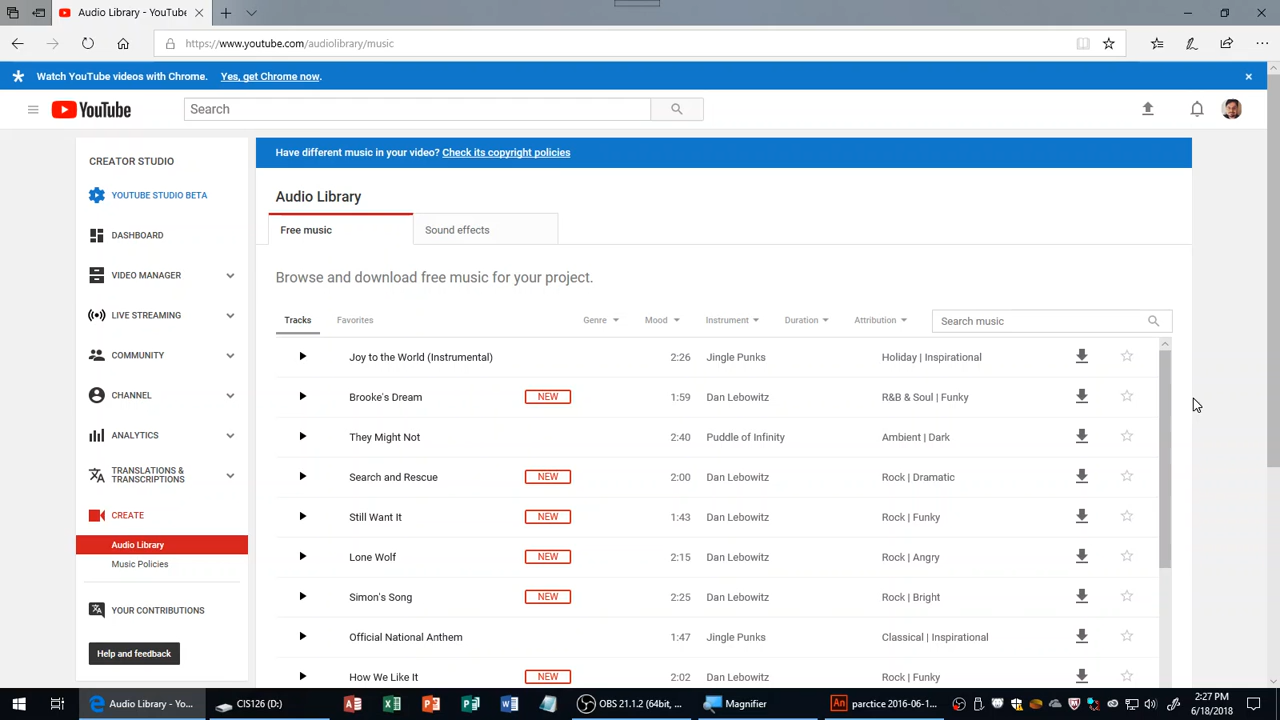 Audio Library - YouT
https://www.youtube.com/audiolibrary/music
Watch YouTube videos with Chrome. Yes, get Chrome now.
YouTube
Search
CREATOR STUDIO
YOUTUBE STUDIO BETA
DASHBOARD
VIDEO MANAGER
LIVE STREAMING
COMMUNITY
CHANNEL
ANALYTICS
TRANSLATIONS &
TRANSCRIPTIONS
CREATE
Audio Library
Music Policies
YOUR CONTRIBUTIONS
Help and feedback
Have different music in your video? Check its copyright policies
Audio Library
Free music Sound effects
Browse and download free music for your project.
Tracks Favorites Genre Mood Instrument Duration Attribution Search music
Joy to the World (Instrumental) 2:26 Jingle Punks Holiday | Inspirational
Brooke's Dream NEW 1:59 Dan Lebowitz R&B & Soul | Funky
They Might Not 2:40 Puddle of Infinity Ambient | Dark
Search and Rescue NEW 2:00 Dan Lebowitz Rock | Dramatic
Still Want It NEW 1:43 Dan Lebowitz Rock | Funky
Lone Wolf NEW 2:15 Dan Lebowitz Rock | Angry
Simon's Song NEW 2:25 Dan Lebowitz Rock | Bright
Official National Anthem 1:47 Jingle Punks Classical | Inspirational
How We Like It NEW 2:02 Dan Lebowitz Rock | Funky
Audio Library - Yo... CIS126 (D:) OBS 21.1.2 (64bit, ... Magnifier An parctice 2016-06-1...
2:27 PM
6/18/2018